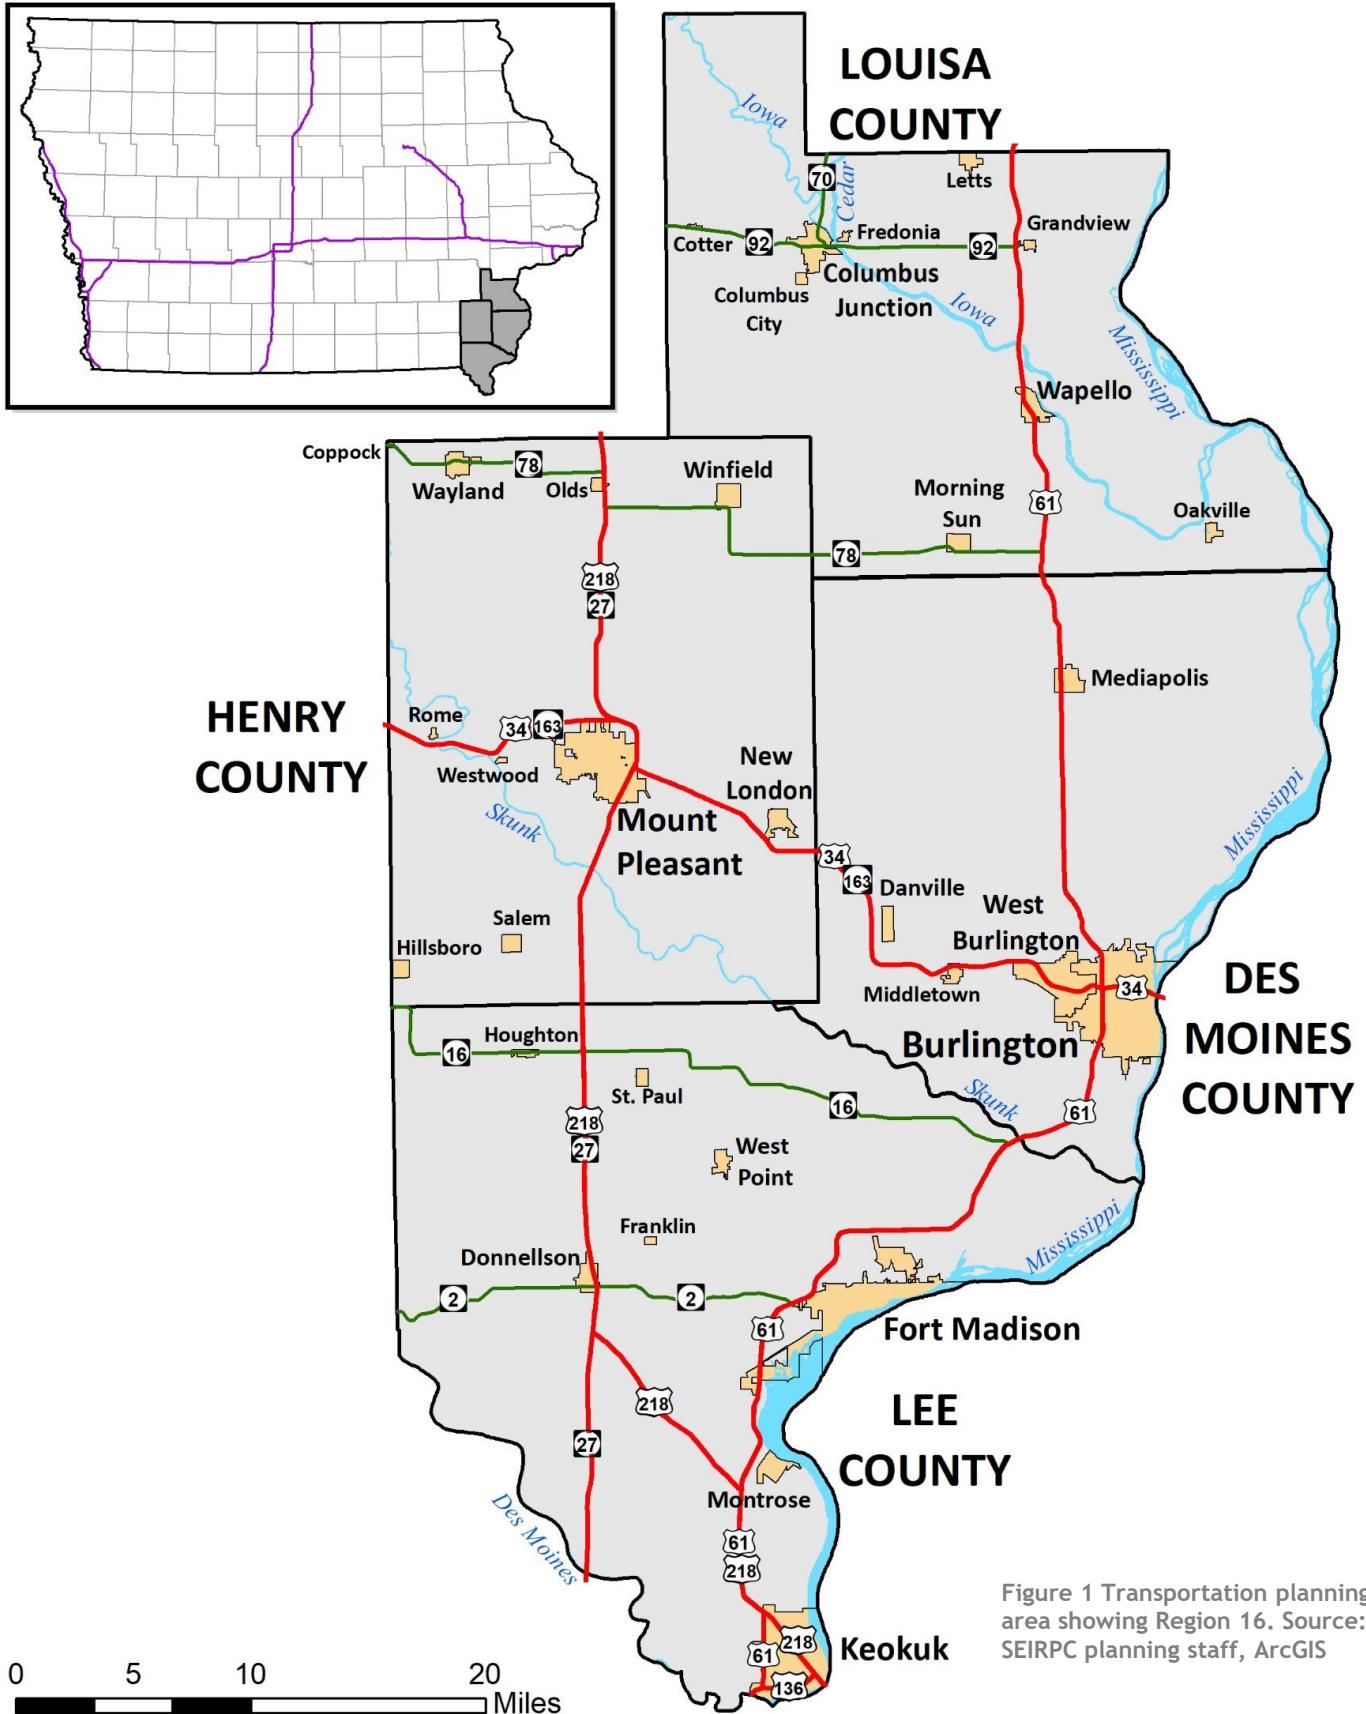 LOUISA
COUNTY
Iowa
70
Cedar
Letts
Cotter
92
Fredonia
92
Grandview
Columbus
City
Columbus
Junction
Iowa
Mississippi
Wapello
Coppock
Wayland
78
Olds
Winfield
Morning
Sun
61
Oakville
78
218
27
Mediapolis
HENRY
COUNTY
Rome
34
163
Westwood
Skunk
Mount
Pleasant
New
London
Mississippi
34
163
Danville
West
Burlington
Salem
Hillsboro
Middletown
34
DES
MOINES
COUNTY
Burlington
Houghton
16
St. Paul
16
Skunk
61
218
27
West
Point
Franklin
Donnellson
Mississippi
2
2
61
Fort Madison
218
LEE
COUNTY
27
Montrose
Des Moines
61
218
Keokuk
218
61
136
Figure 1 Transportation planning
area showing Region 16. Source:
SEIRPC planning staff, ArcGIS
0 5 10 20
Miles